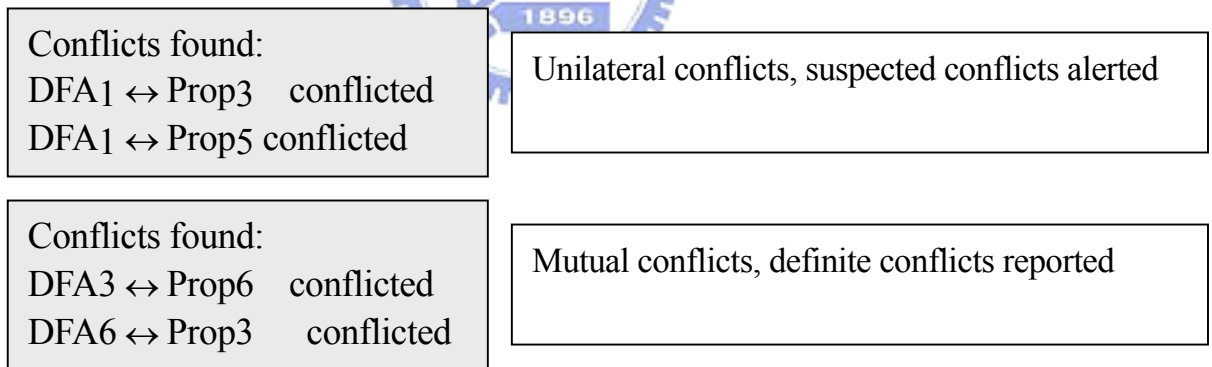 1896
Conflicts found:
DFA1 ↔ Prop3 conflicted
DFA1 ↔ Prop5 conflicted
Unilateral conflicts, suspected conflicts alerted
Conflicts found:
DFA3 ↔ Prop6 conflicted
DFA6 ↔ Prop3 conflicted
Mutual conflicts, definite conflicts reported